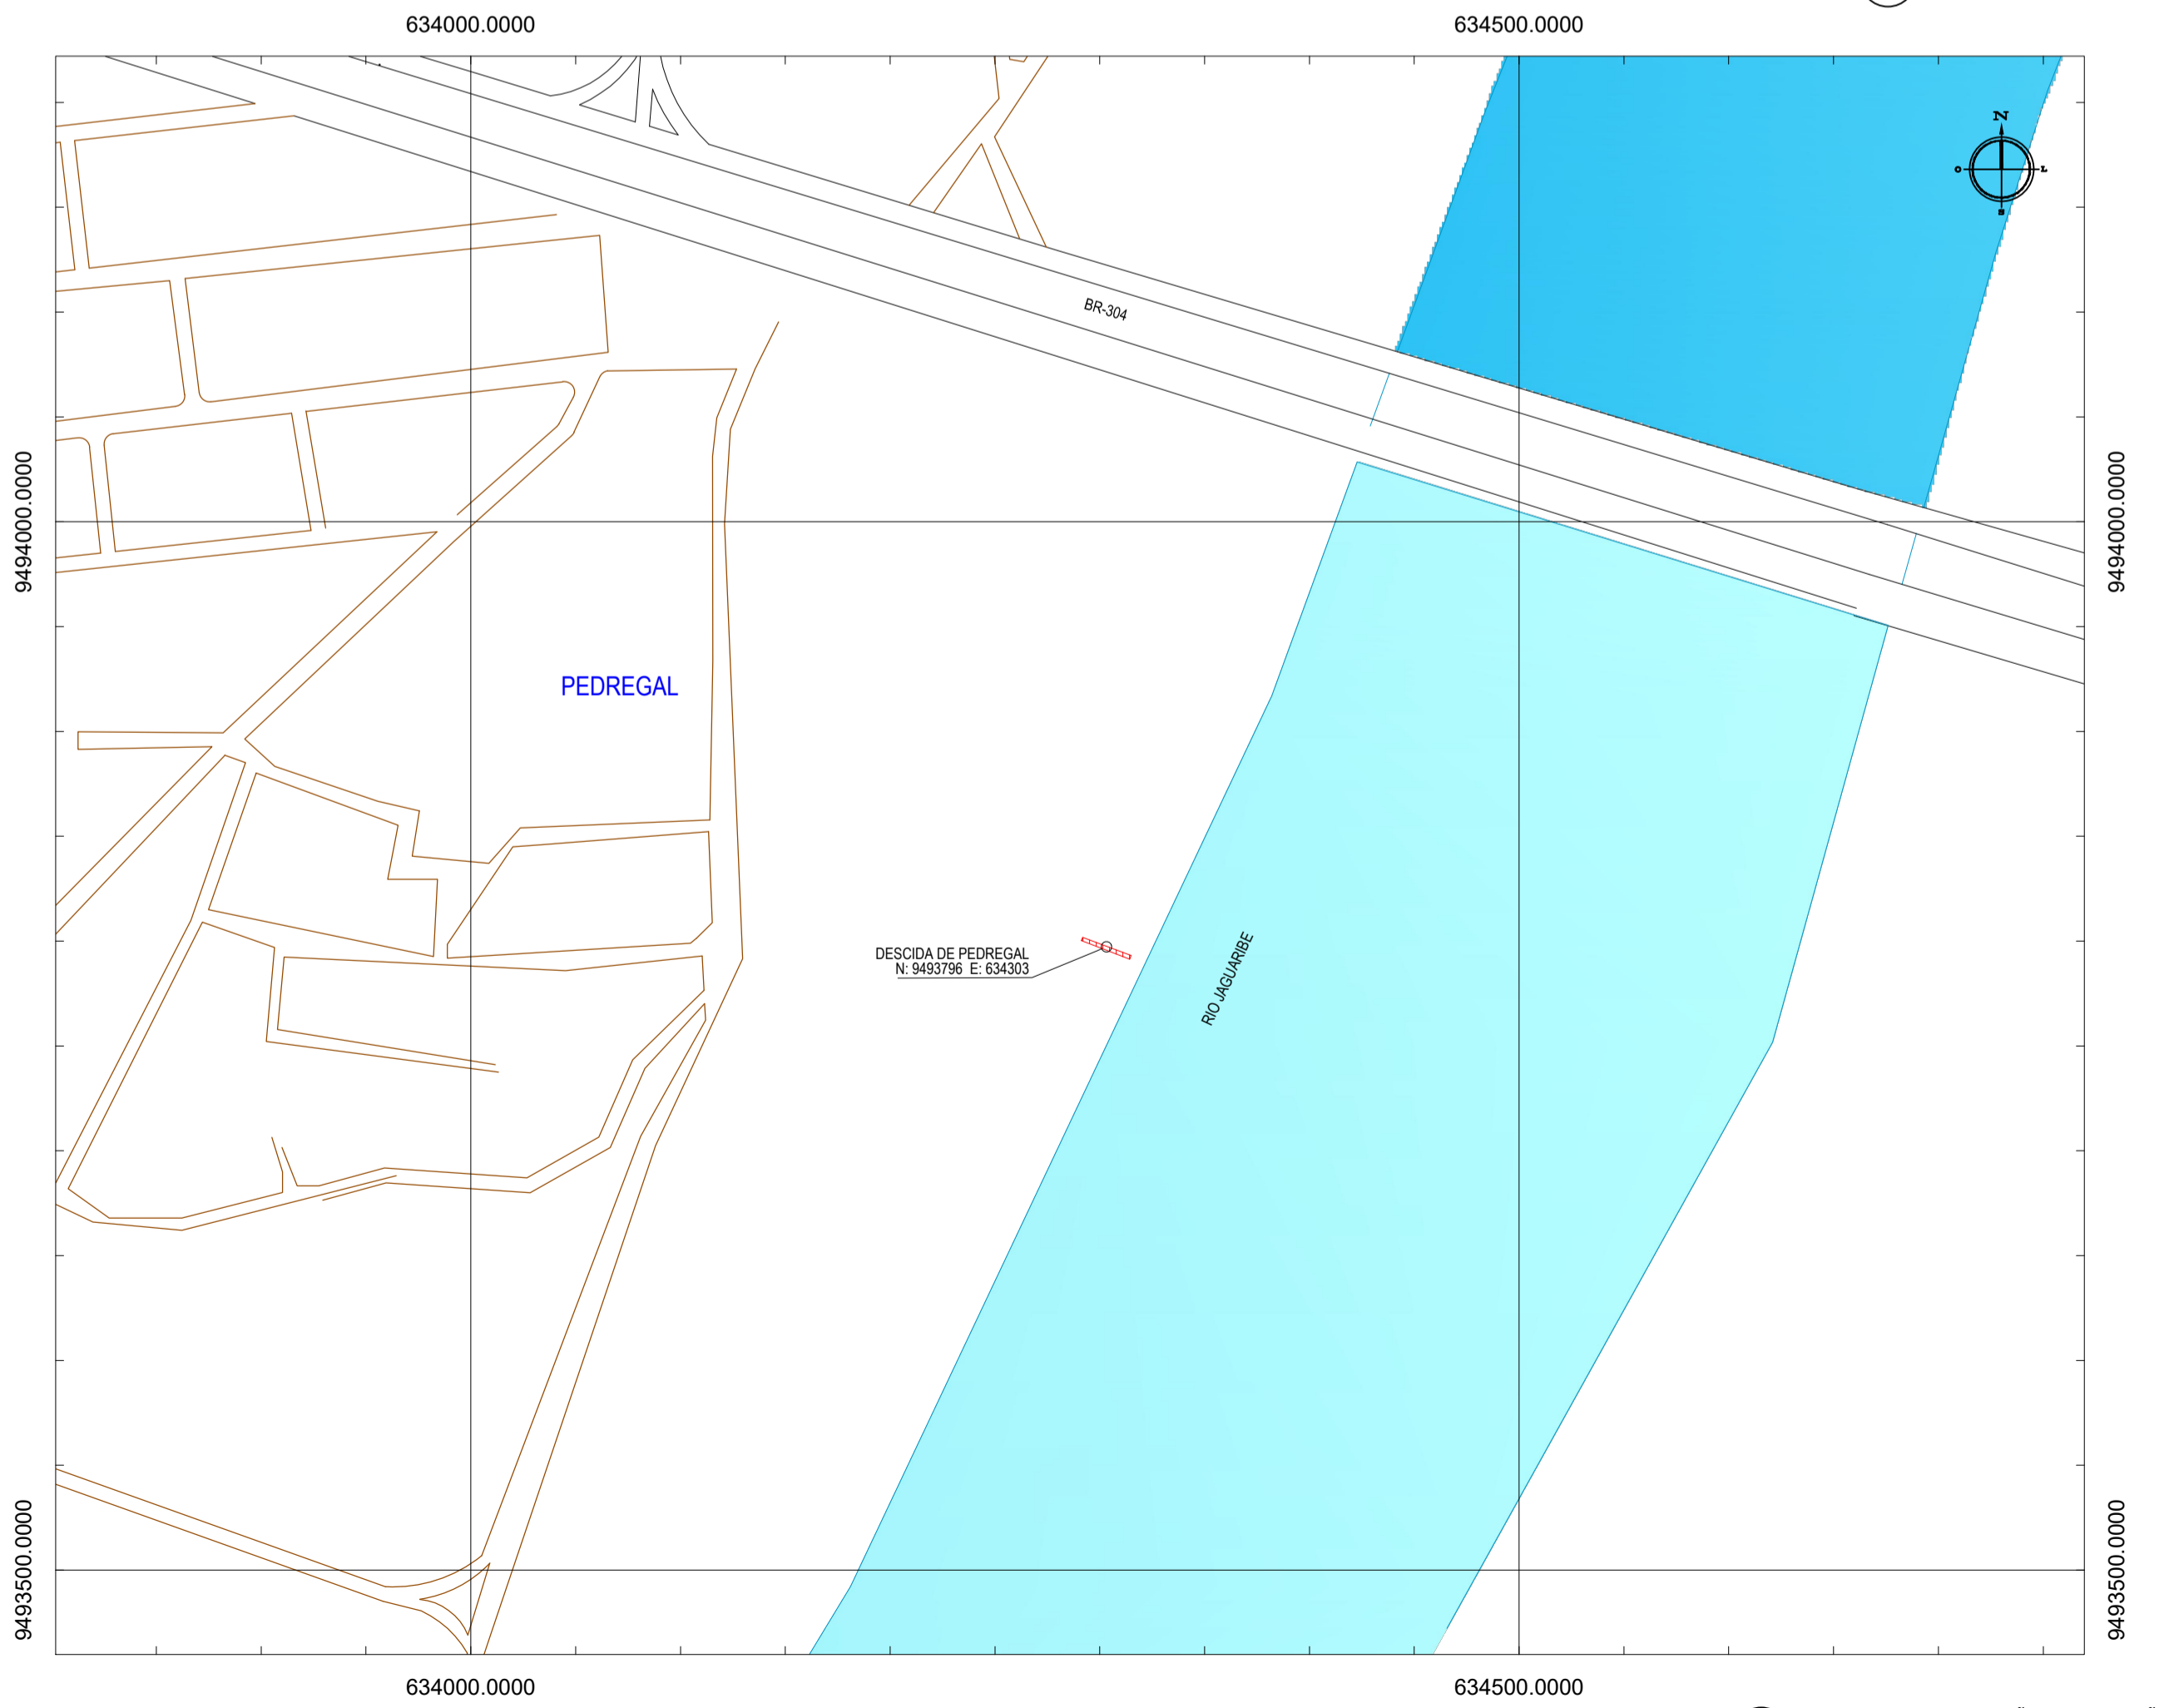 634000.0000
634500.0000
N
O
L
S
BR-304
9494000.0000
9494000.0000
PEDREGAL
DESCIDA DE PEDREGAL
N: 9493796 E: 634303
RIO JAGUARIBE
9493500.0000
9493500.0000
634000.0000
634500.0000